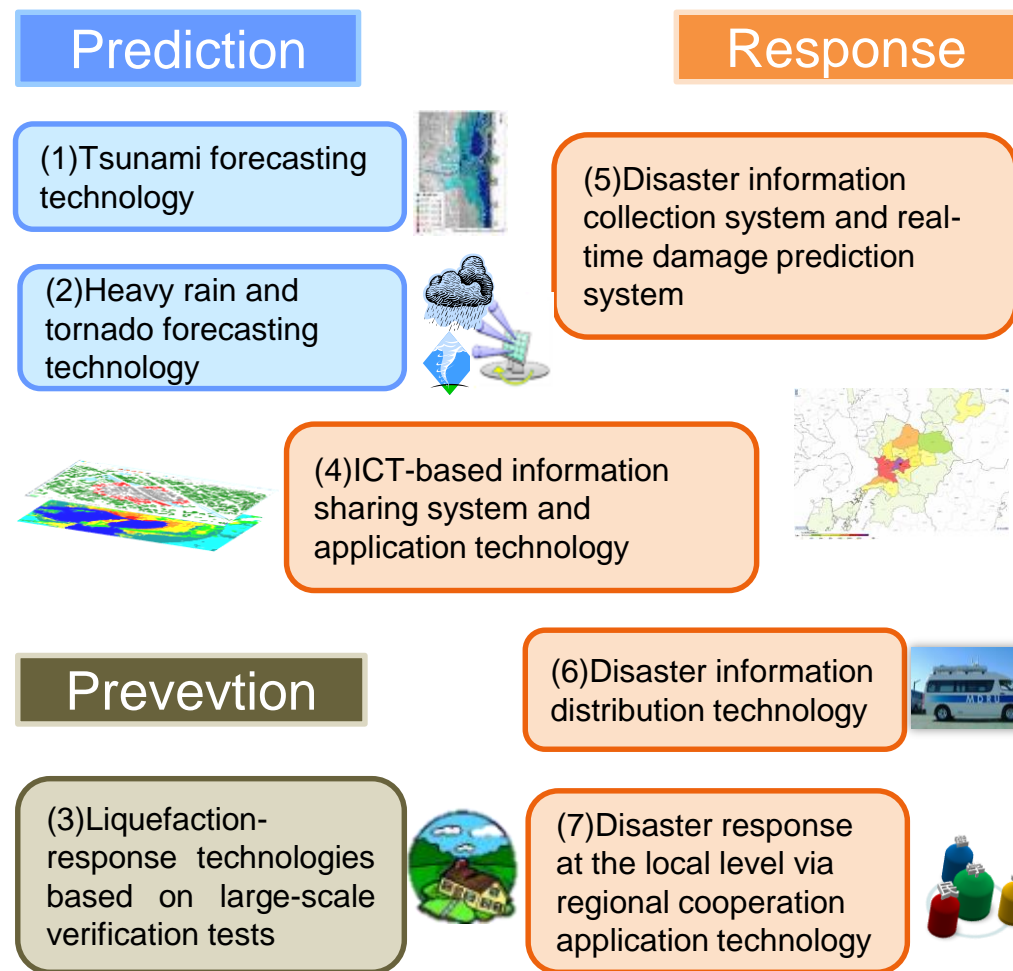 Prediction
Response
(1)Tsunami forecasting
technology
(2)Heavy rain and
tornado forecasting
technology
(5)Disaster information
collection system and real-
time damage prediction
system
(4)ICT-based information
sharing system and
application technology
Prevevtion
(3)Liquefaction-
response technologies
based on large-scale
verification tests
(6)Disaster information
distribution technology
MDRU
(7)Disaster response
at the local level via
regional cooperation
application technology